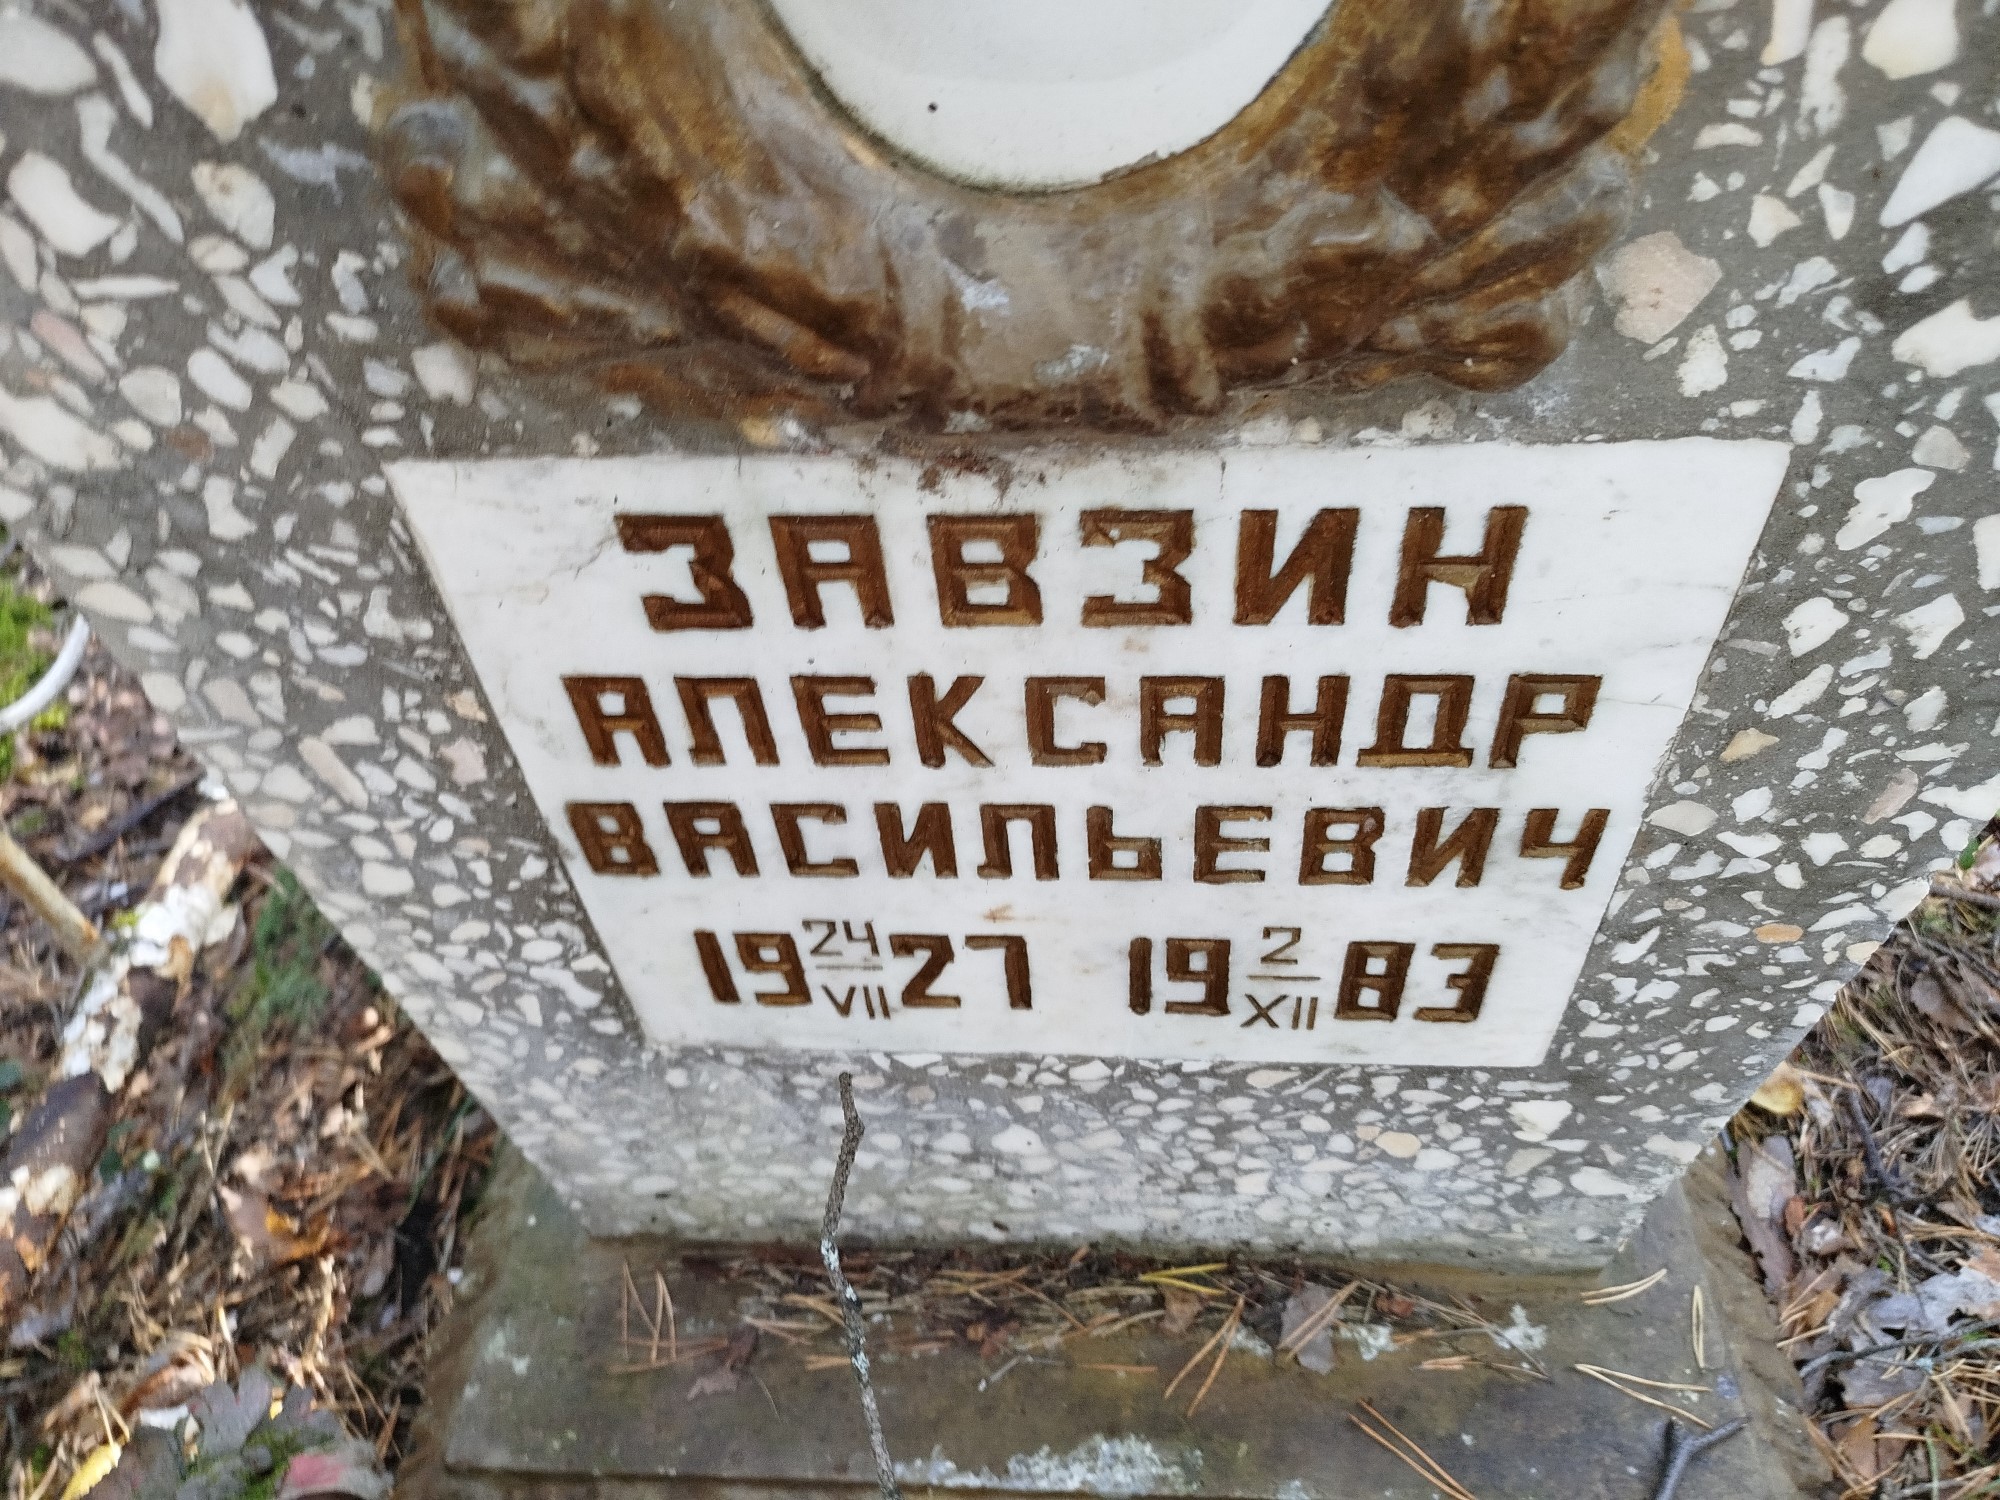 ЗАВЗИН
АЛЕКСАНДР
ВАСИЛЬЕВИЧ
19 24/VII 27 19 2/XII 83